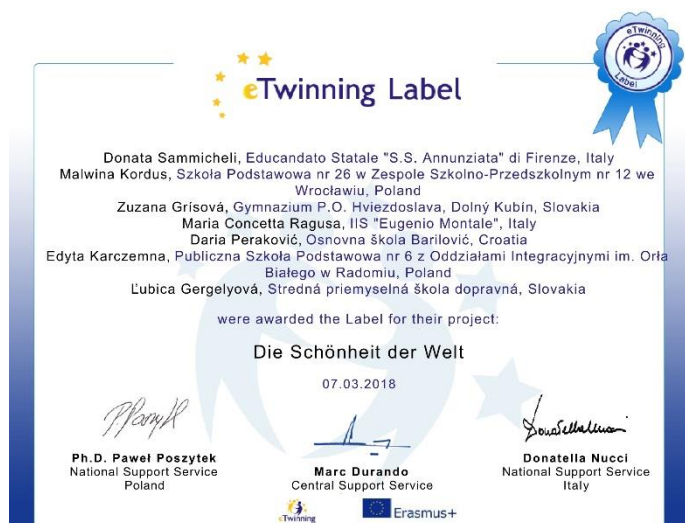 eTwinning
Label
eTwinning Label
Donata Sammicheli, Educandato Statale "S.S. Annunziata" di Firenze, Italy
Malwina Kordus, Szkoła Podstawowa nr 26 w Zespole Szkolno-Przedszkolnym nr 12 we
Wrocławiu, Poland
Zuzana Grísová, Gymnazium P.O. Hviezdoslava, Dolný Kubín, Slovakia
Maria Concetta Ragusa, IIS "Eugenio Montale", Italy
Daria Peraković, Osnovna škola Barilović, Croatia
Edyta Karczemna, Publiczna Szkoła Podstawowa nr 6 z Oddziałami Integracyjnymi im. Orła
Białego w Radomiu, Poland
Ľubica Gergelyová, Stredná priemyselná škola dopravná, Slovakia
were awarded the Label for their project:
Die Schönheit der Welt
07.03.2018
Ph.D. Paweł Poszytek
National Support Service
Poland
Marc Durando
Central Support Service
Donatella Nucci
National Support Service
Italy
eTwinning
Erasmus+